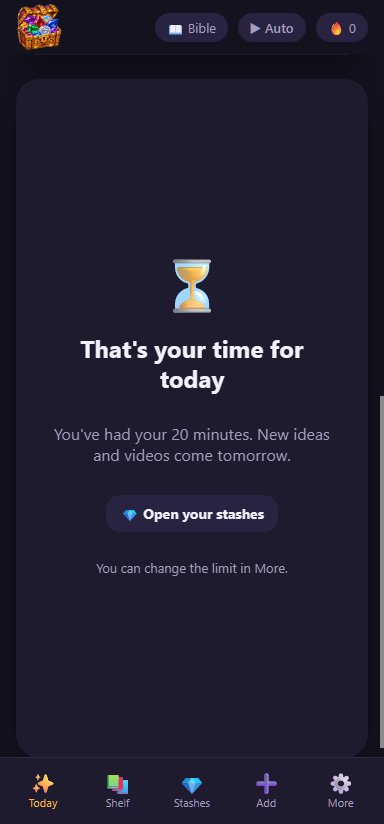 Bible
Auto
0
That's your time for
today
You've had your 20 minutes. New ideas
and videos come tomorrow.
Open your stashes
You can change the limit in More.
Today
Shelf
Stashes
Add
More